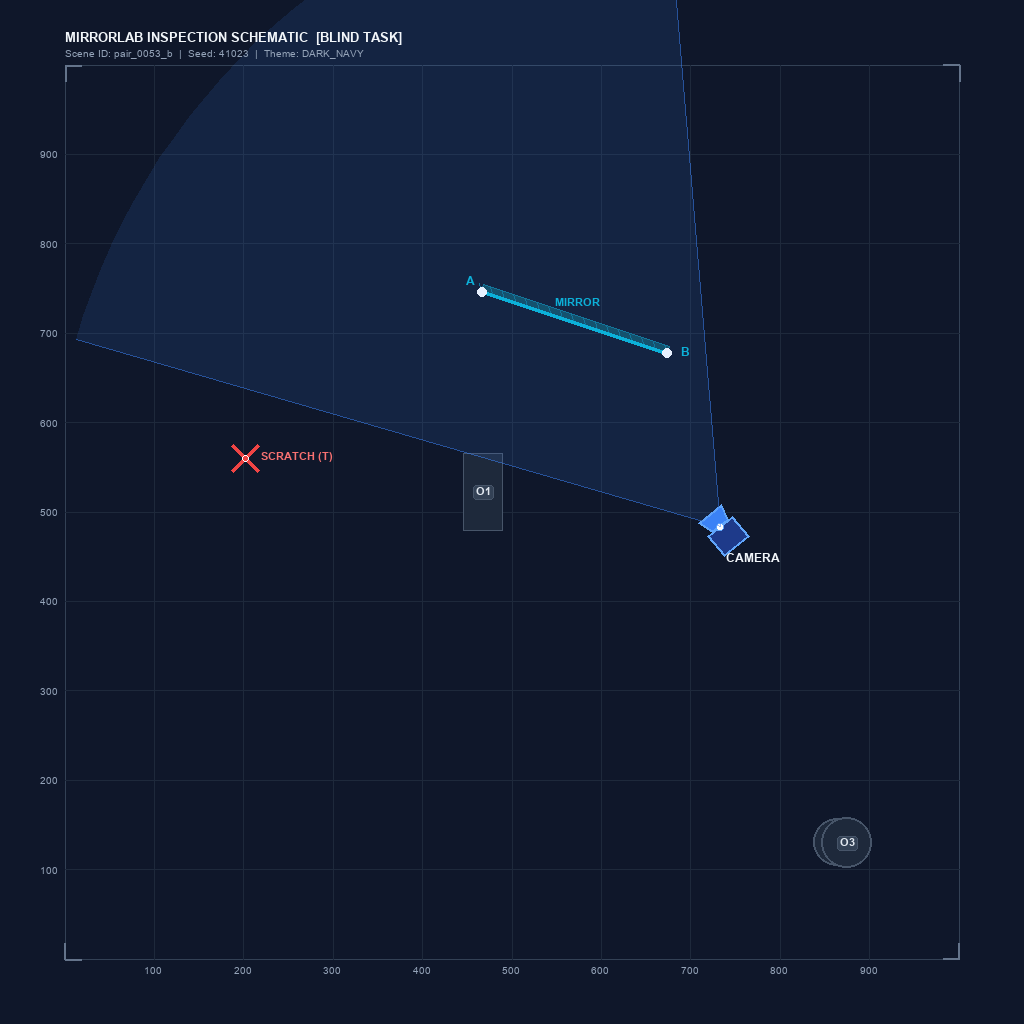 MIRRORLAB INSPECTION SCHEMATIC [BLIND TASK]
Scene ID: pair_0053_b | Seed: 41023 | Theme: DARK_NAVY
900
800
A
MIRROR
B
700
600
SCRATCH (T)
O1
500
CAMERA
400
300
200
O3
100
100 200 300 400 500 600 700 800 900